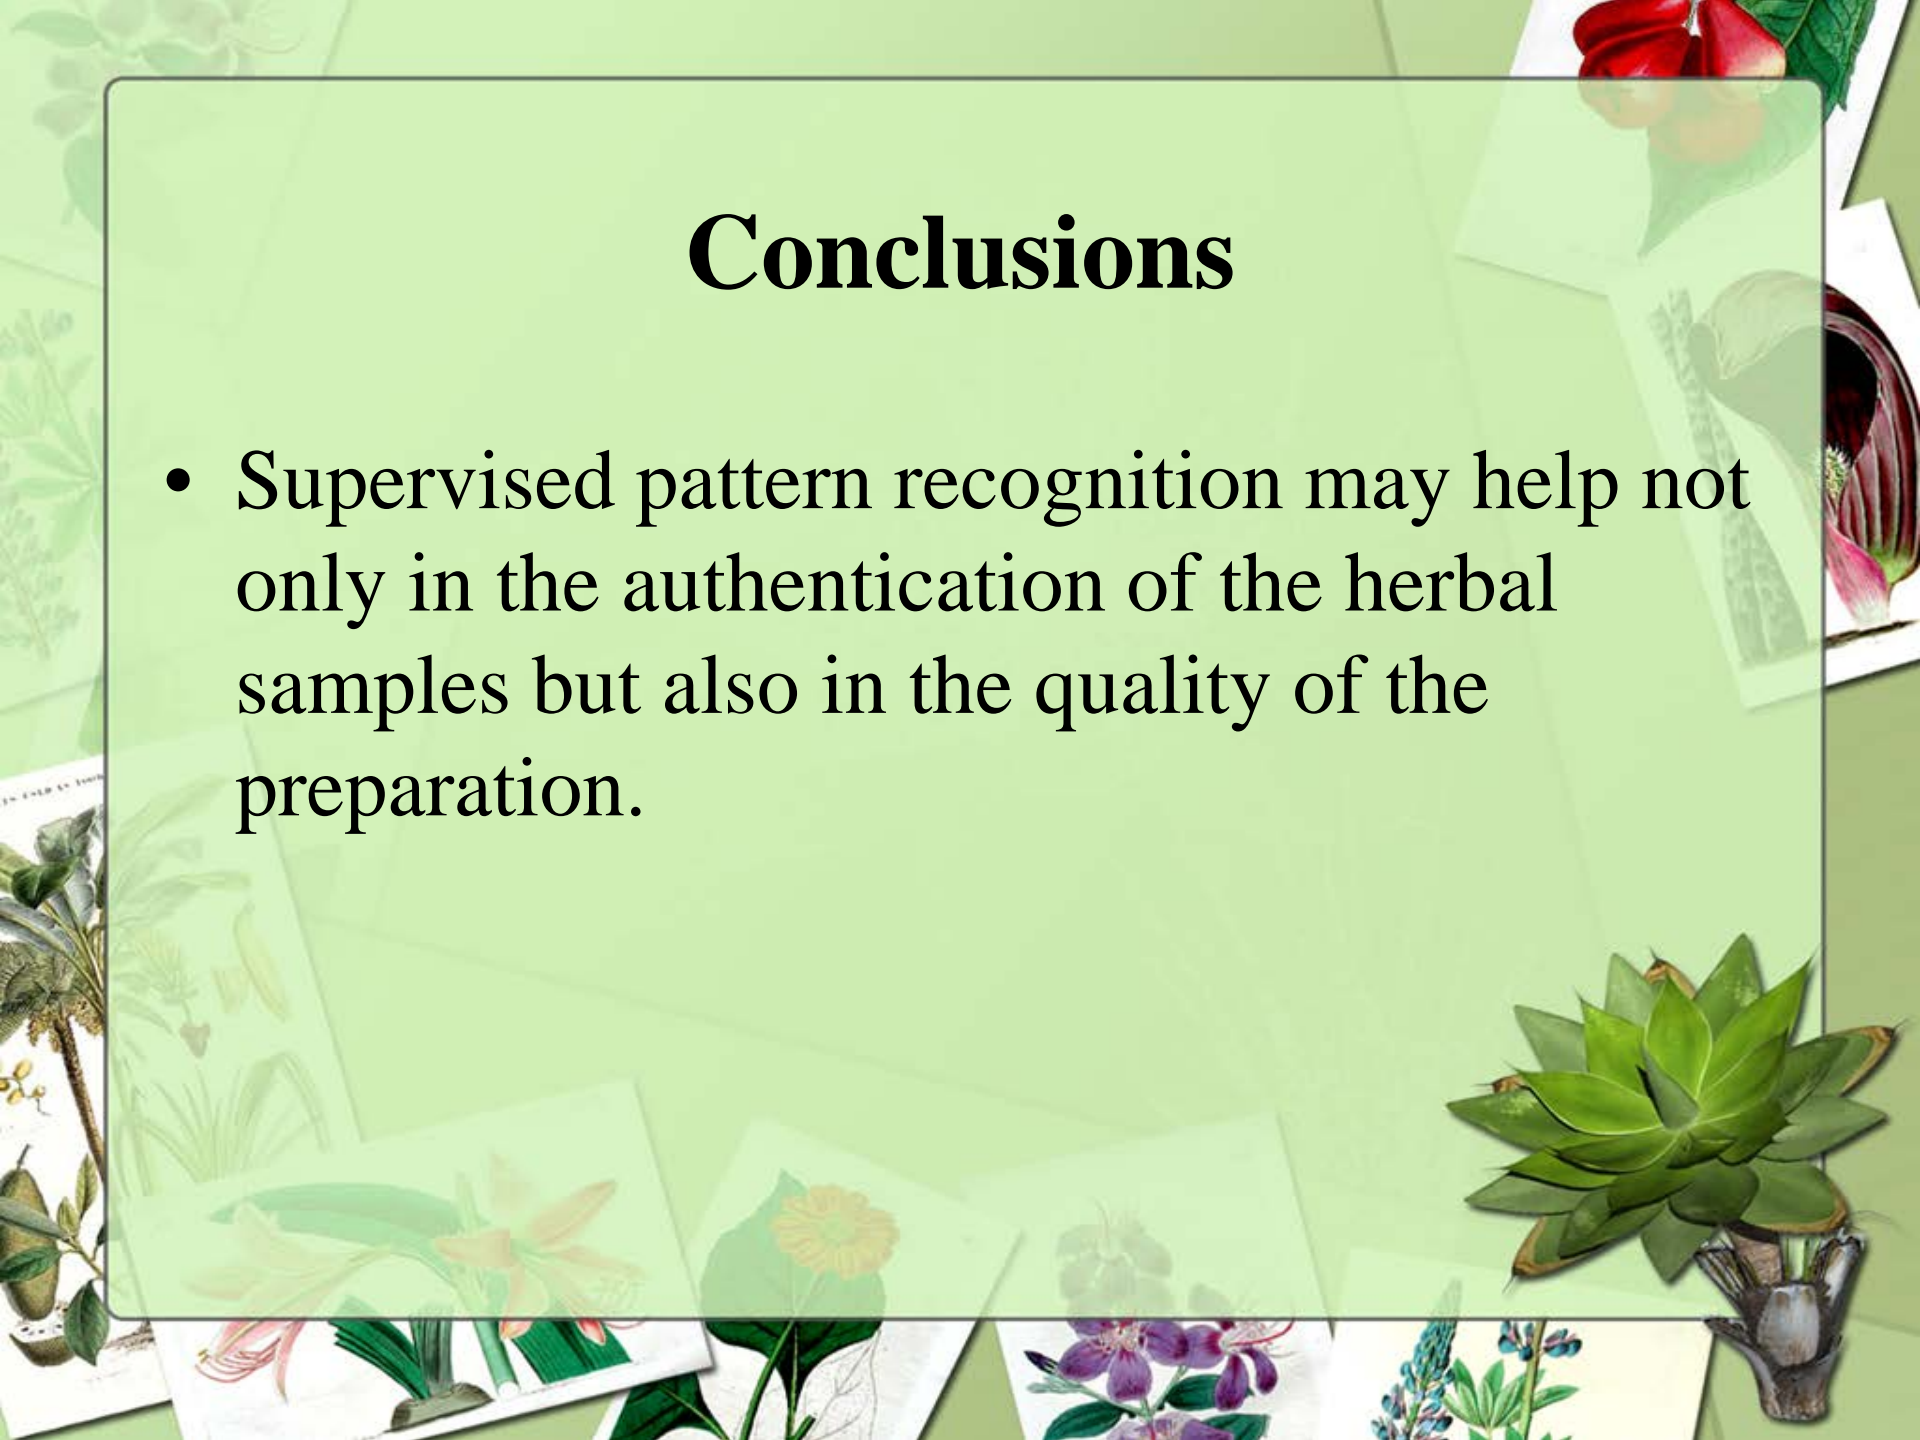 Conclusions
• Supervised pattern recognition may help not
only in the authentication of the herbal
samples but also in the quality of the
preparation.